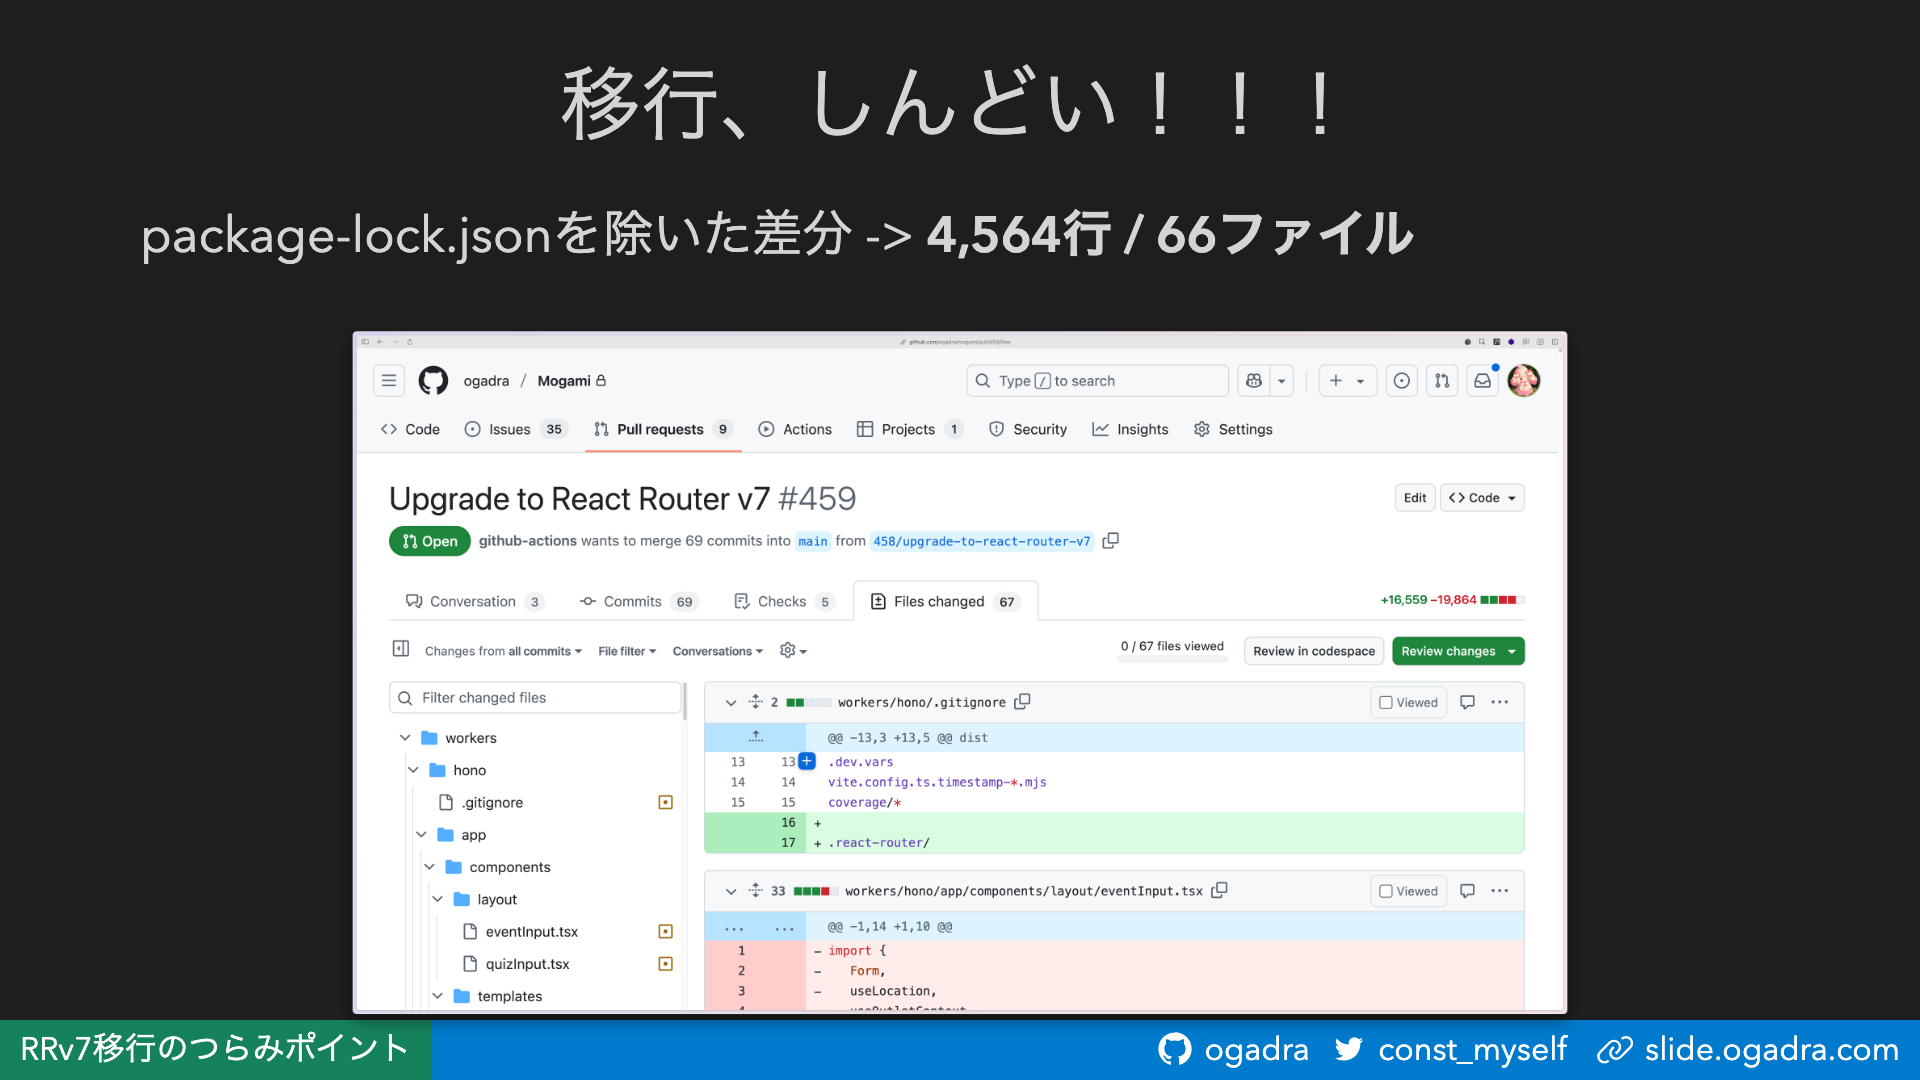 移行、しんどい！！！
package-lock.jsonを除いた差分 -> 4,564行 / 66ファイル
github.com/ogadra/mogami/pull/459/files
ogadra / Mogami
Type / to search
Code Issues 35 Pull requests 9 Actions Projects 1 Security Insights Settings
Upgrade to React Router v7 #459
Edit <> Code
Open github-actions wants to merge 69 commits into main from 458/upgrade-to-react-router-v7
Conversation 3 Commits 69 Checks 5 Files changed 67
+16,559 −19,864
Changes from all commits File filter Conversations
0 / 67 files viewed
Review in codespace
Review changes
Filter changed files
workers
hono
.gitignore
app
components
layout
eventInput.tsx
quizInput.tsx
templates
2 workers/hono/.gitignore Viewed
@@ -13,3 +13,5 @@ dist
13 13 .dev.vars
14 14 vite.config.ts.timestamp-*.mjs
15 15 coverage/*
16 +
17 + .react-router/
33 workers/hono/app/components/layout/eventInput.tsx Viewed
@@ -1,14 +1,10 @@
1 - import {
2 - Form,
3 - useLocation,
RRv7移行のつらみポイント
ogadra const_myself slide.ogadra.com